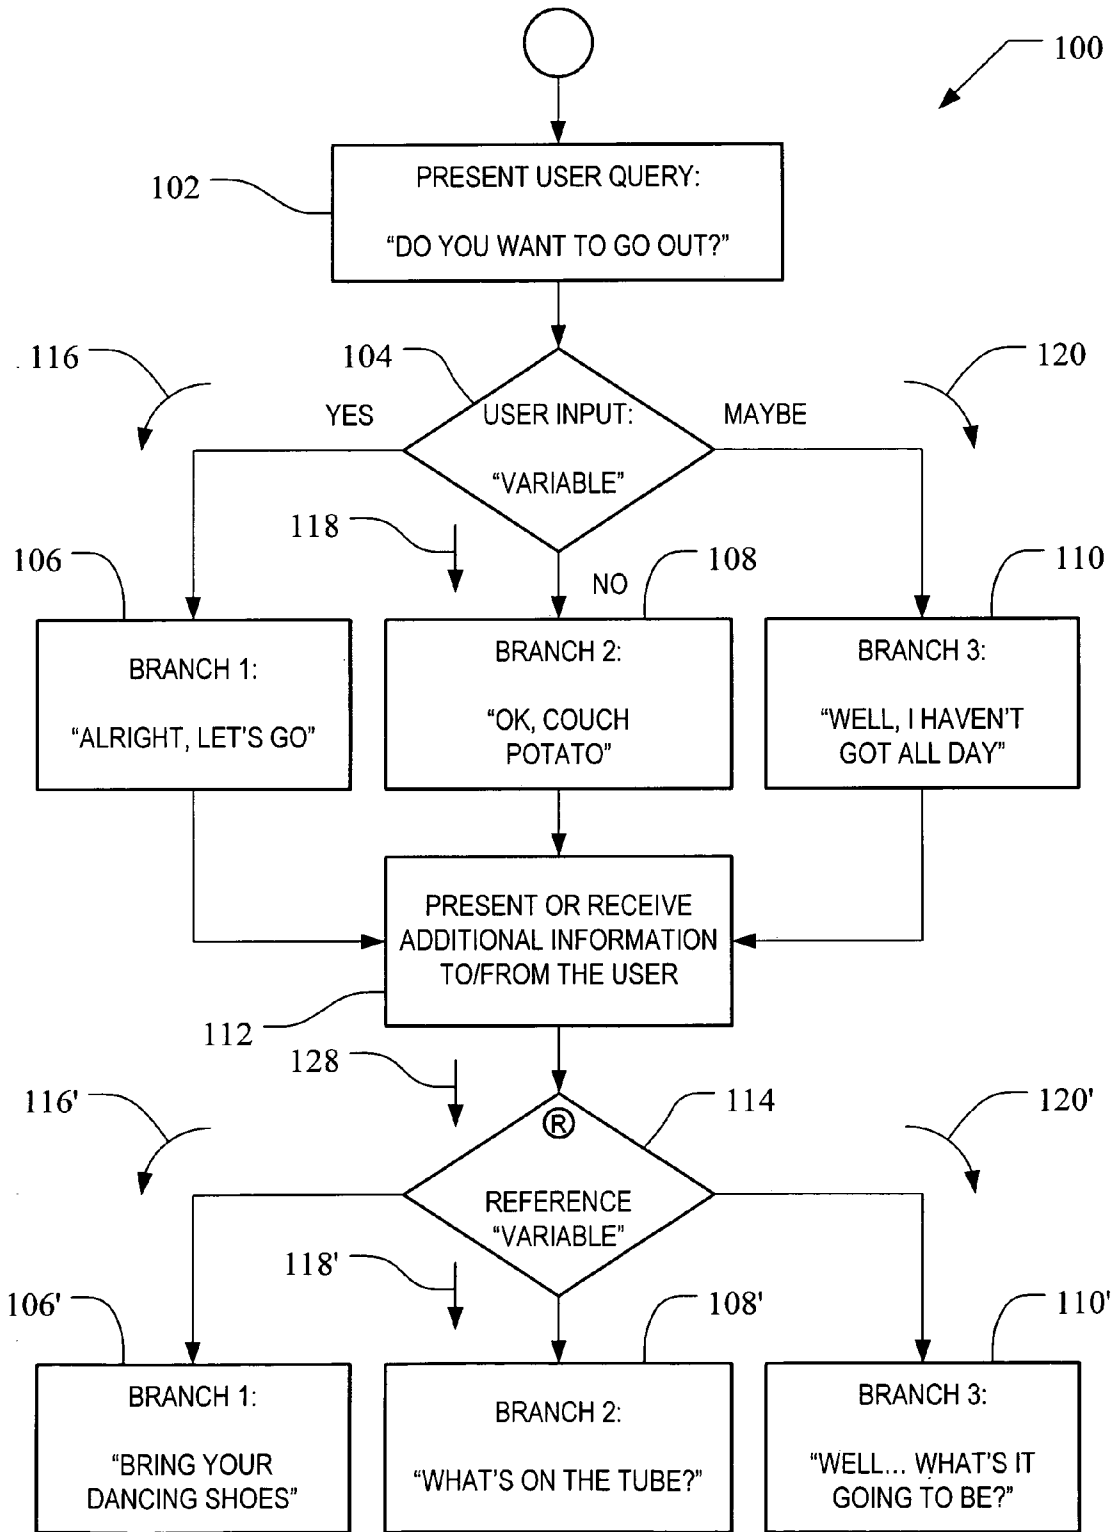 100
102
PRESENT USER QUERY:
“DO YOU WANT TO GO OUT?”
116
104
120
YES
USER INPUT:
MAYBE
“VARIABLE”
118
106
108
110
NO
BRANCH 1:
“ALRIGHT, LET’S GO”
BRANCH 2:
“OK, COUCH
POTATO”
BRANCH 3:
“WELL, I HAVEN’T
GOT ALL DAY”
PRESENT OR RECEIVE
ADDITIONAL INFORMATION
TO/FROM THE USER
112
128
116'
114
120'
®
REFERENCE
“VARIABLE”
118'
106'
108'
110'
BRANCH 1:
“BRING YOUR
DANCING SHOES”
BRANCH 2:
“WHAT’S ON THE TUBE?”
BRANCH 3:
“WELL... WHAT’S IT
GOING TO BE?”